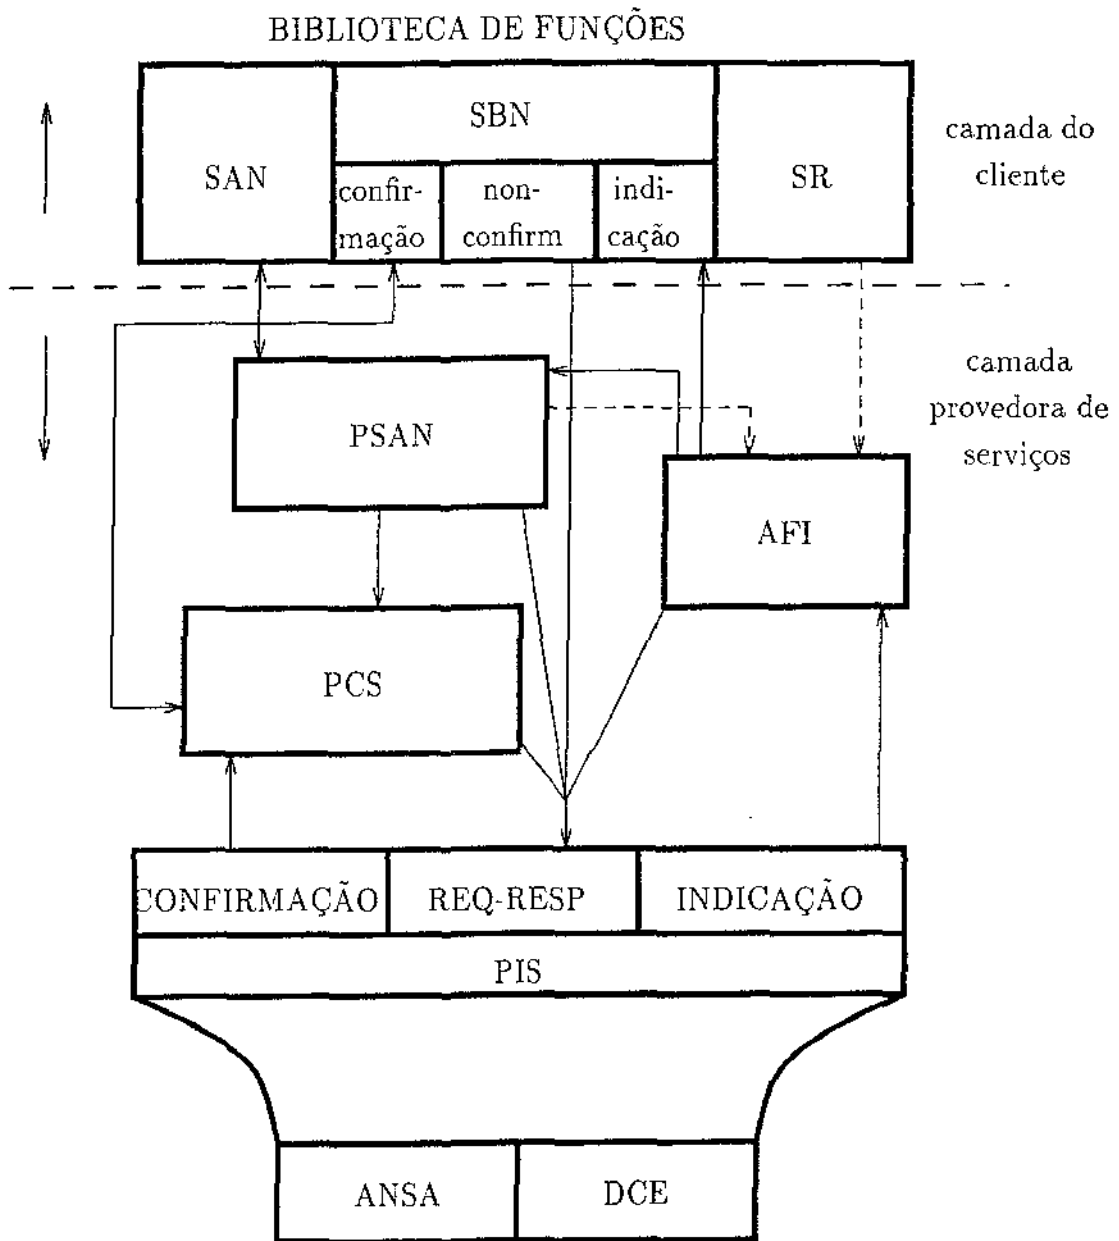 BIBLIOTECA DE FUNÇÕES
SAN
SBN
confir-
mação
non-
confirm
indi-
cação
SR
camada do
cliente
camada
provedora de
serviços
PSAN
AFI
PCS
CONFIRMAÇÃO
REQ-RESP
INDICAÇÃO
PIS
ANSA
DCE